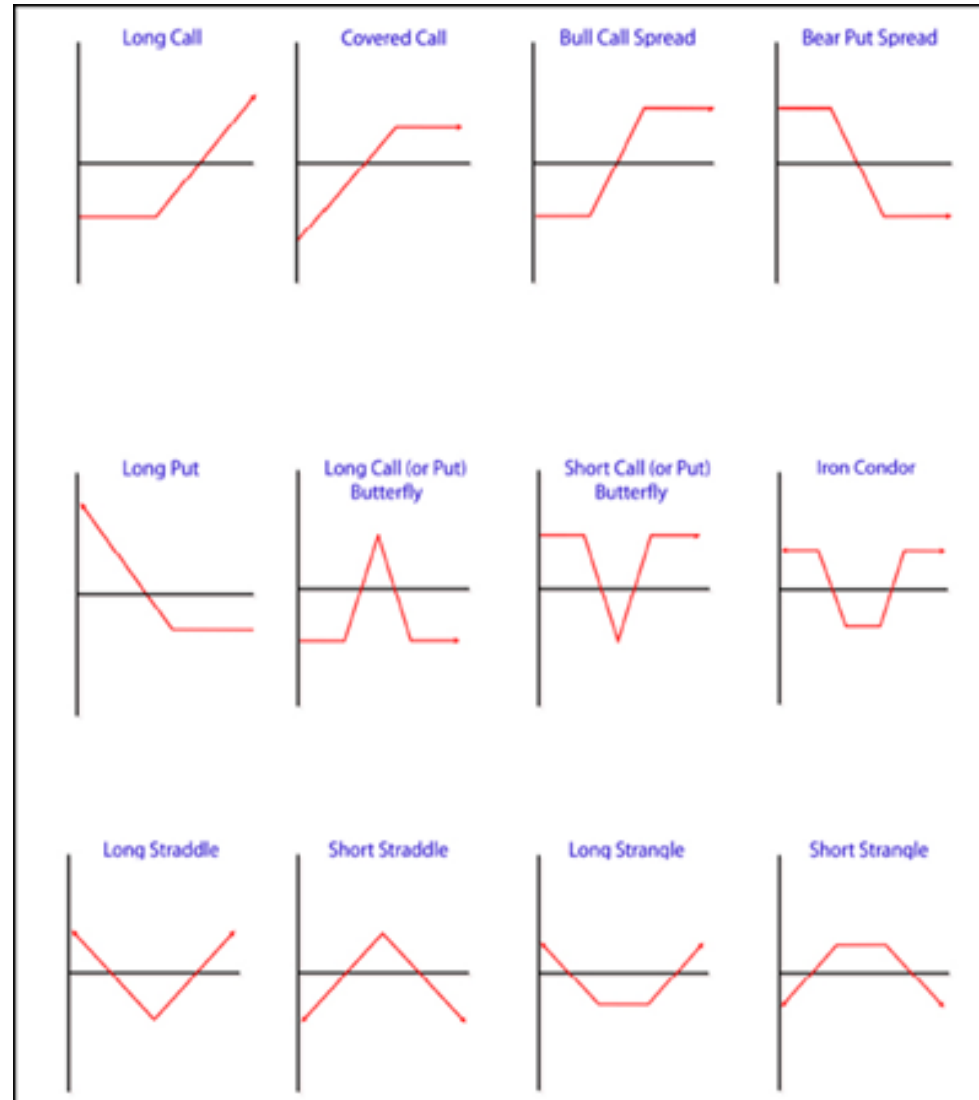 Long Call
Covered Call
Bull Call Spread
Bear Put Spread
Long Put
Long Call (or Put)
Butterfly
Short Call (or Put)
Butterfly
Iron Condor
Long Straddle
Short Straddle
Long Strangle
Short Strangle